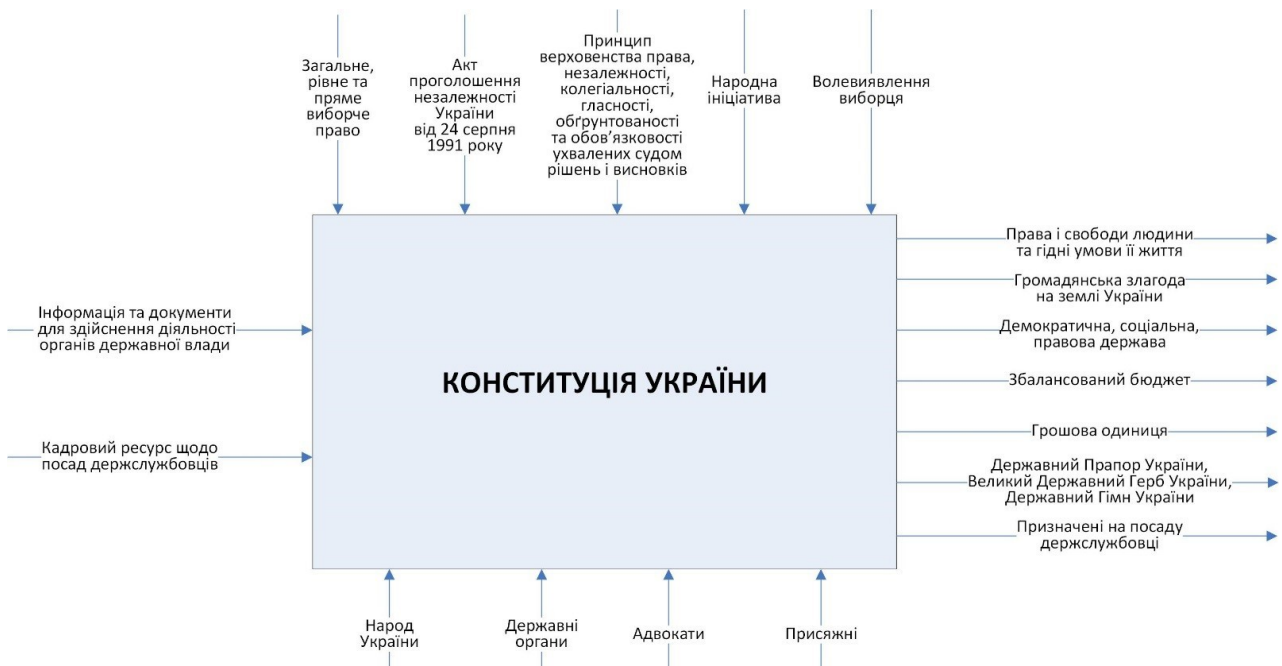 Загальне,
рівне та
пряме
виборче
право
Акт
проголошення
незалежності
України
від 24 серпня
1991 року
Принцип
верховенства права,
незалежності,
колегіальності,
гласності,
обґрунтованості
та обов’язковості
ухвалених судом
рішень і висновків
Народна
ініціатива
Волевиявлення
виборця
Інформація та документи
для здійснення діяльності
органів державної влади
Кадровий ресурс щодо
посад держслужбовців
КОНСТИТУЦІЯ УКРАЇНИ
Права і свободи людини
та гідні умови її життя
Громадянська злагода
на землі України
Демократична, соціальна,
правова держава
Збалансований бюджет
Грошова одиниця
Державний Прапор України,
Великий Державний Герб України,
Державний Гімн України
Призначені на посаду
держслужбовці
Народ
України
Державні
органи
Адвокати
Присяжні